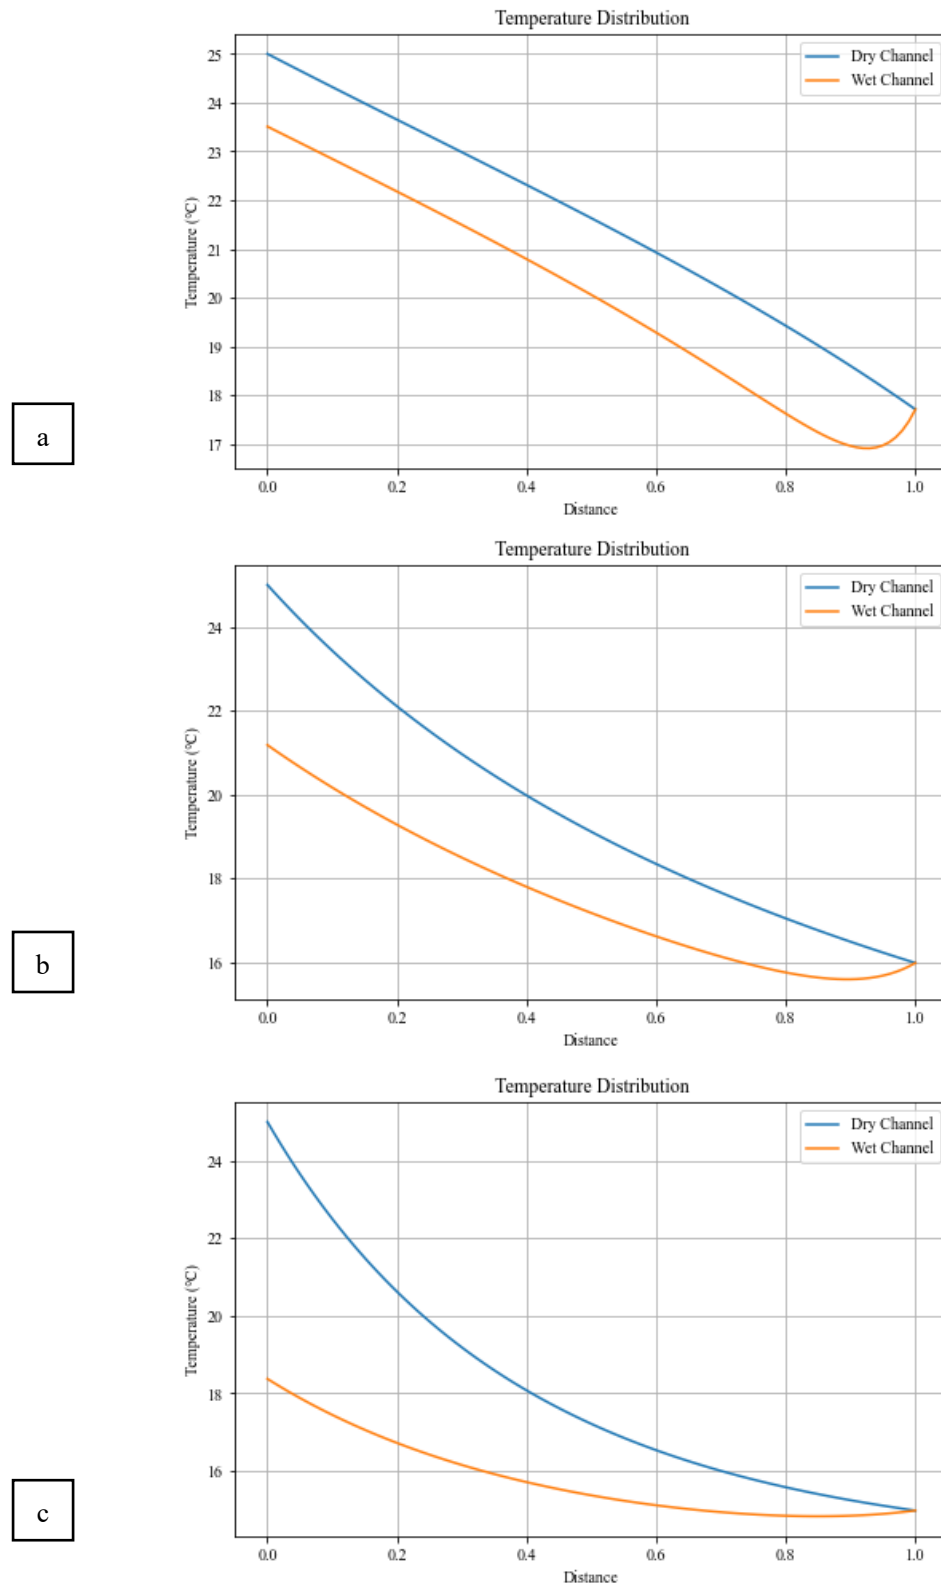 Temperature Distribution
25
24
23
22
21
20
19
18
17
Temperature (°C)
Dry Channel
Wet Channel
0.0 0.2 0.4 0.6 0.8 1.0
Distance
a
Temperature Distribution
24
22
20
18
16
Temperature (°C)
Dry Channel
Wet Channel
0.0 0.2 0.4 0.6 0.8 1.0
Distance
b
Temperature Distribution
24
22
20
18
16
Temperature (°C)
Dry Channel
Wet Channel
0.0 0.2 0.4 0.6 0.8 1.0
Distance
c